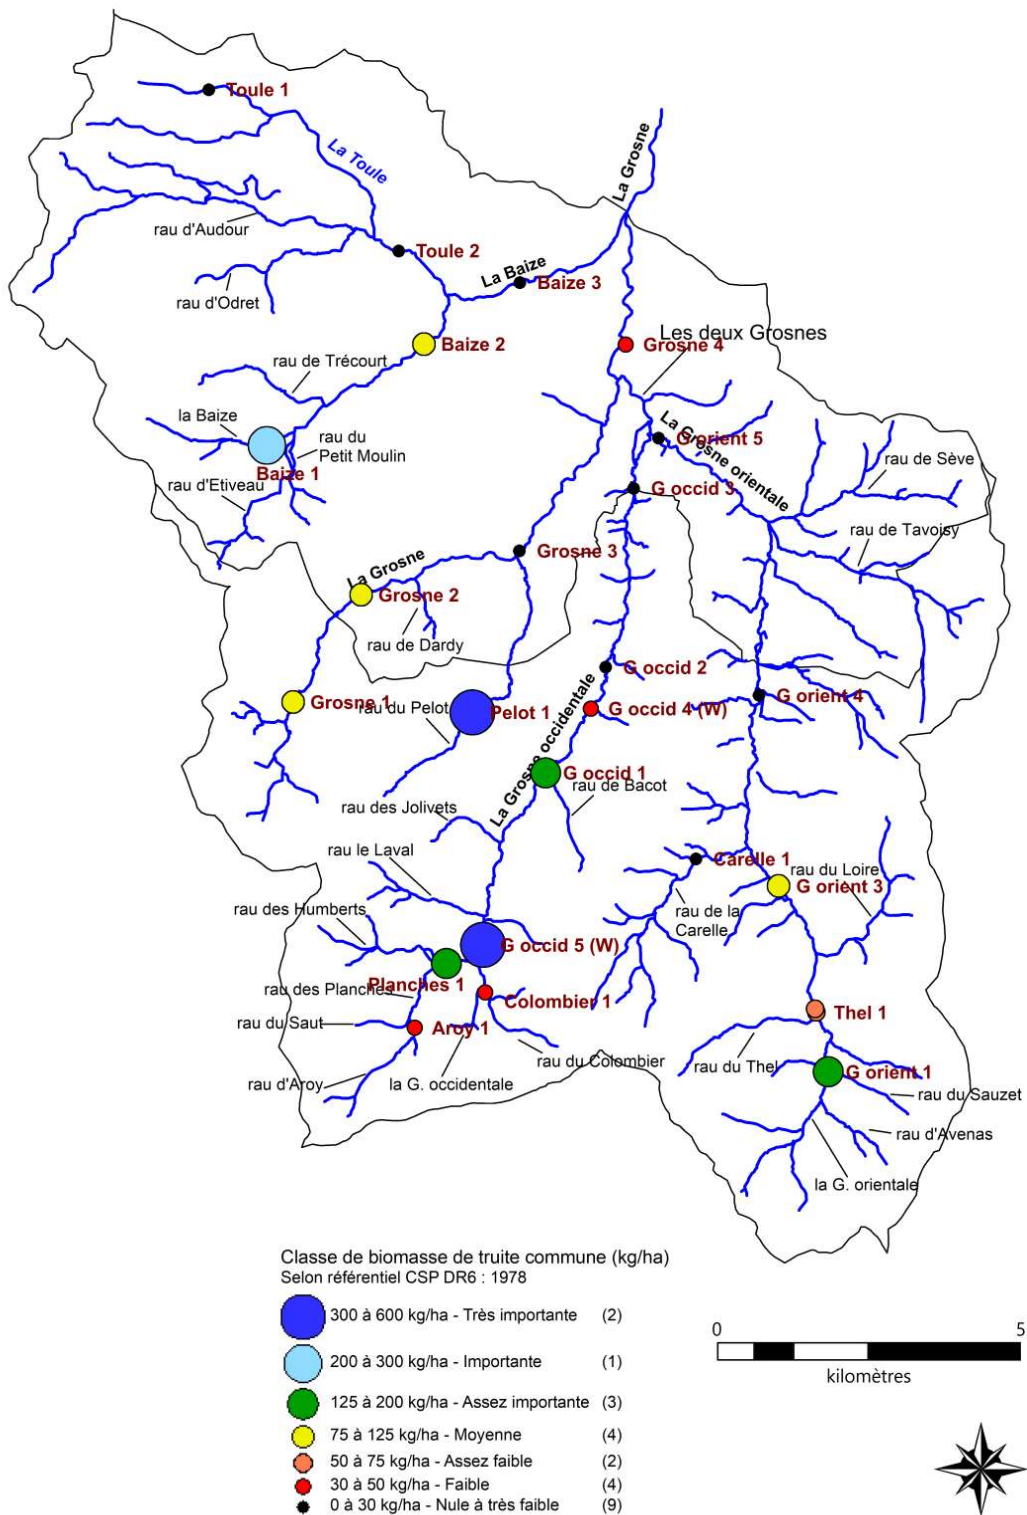 Toule 1
La Toule
La Grosne
rau d'Audour
Toule 2
La Baize
Baize 3
rau d'Odret
Les deux Grosnes
Grosne 4
Baize 2
rau de Trécourt
la Baize
rau du
Petit Moulin
La Grosne orientale
G orient 5
rau de Sève
Baize 1
rau d'Etiveau
G occid 3
rau de Tavoisy
La Grosne
Grosne 3
Grosne 2
rau de Dardy
G occid 2
G orient 4
Grosne 1
rau du Pelot
Pelot 1
G occid 4 (W)
La Grosne occidentale
G occid 1
rau de Bacot
rau des Jolivets
rau le Laval
Carelle 1
rau du Loire
G orient 3
rau des Humberts
rau de la
Carelle
G occid 5 (W)
Planches 1
rau des Planches
Colombier 1
Thel 1
rau du Saut
Aroy 1
rau du Colombier
rau du Thel
G orient 1
rau d'Aroy
la G. occidentale
rau du Sauzet
rau d'Avenas
la G. orientale
Classe de biomasse de truite commune (kg/ha)
Selon référentiel CSP DR6 : 1978
300 à 600 kg/ha - Très importante (2)
200 à 300 kg/ha - Importante (1)
125 à 200 kg/ha - Assez importante (3)
75 à 125 kg/ha - Moyenne (4)
50 à 75 kg/ha - Assez faible (2)
30 à 50 kg/ha - Faible (4)
0 à 30 kg/ha - Nule à très faible (9)
0 5
kilomètres